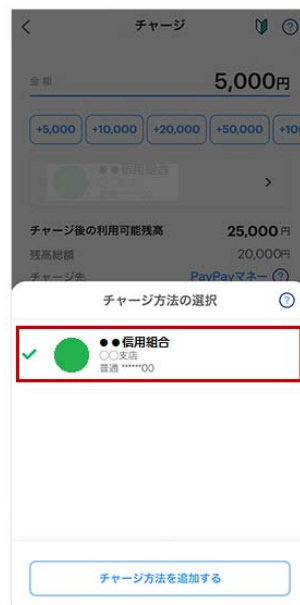 チャージ
金額
5,000円
+5,000 +10,000 +20,000 +50,000 +10
●●信用組合
チャージ後の利用可能残高 25,000 円
残高総額 20,000円
チャージ先 PayPayマネー ?
チャージ方法の選択 ?
●●信用組合
○○支店
普通 *****00
チャージ方法を追加する